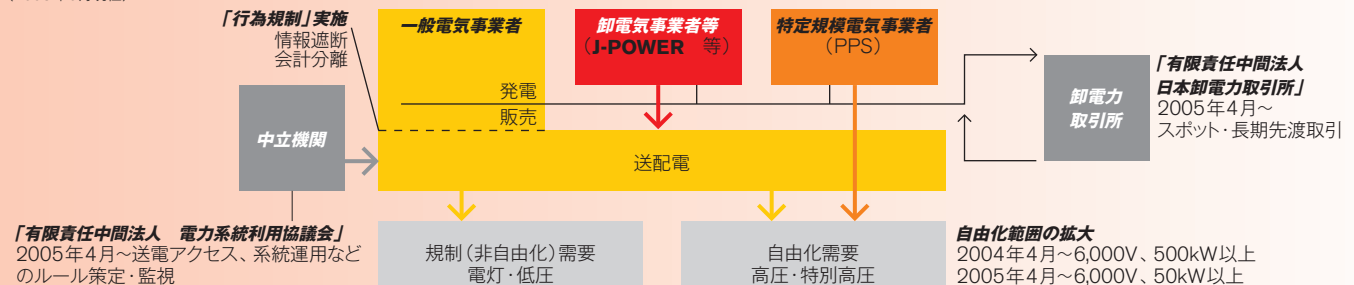 「行為規制」実施
情報遮断
会計分離
一般電気事業者
卸電気事業者等
（J-POWER 等）
特定規模電気事業者
（PPS）
発電
販売
卸電力
取引所
「有限責任中間法人
日本卸電力取引所」
2005年4月～
スポット・長期先渡取引
中立機関
送配電
「有限責任中間法人 電力系統利用協議会」
2005年4月～送電アクセス、系統運用など
のルール策定・監視
規制（非自由化）需要
電灯・低圧
自由化需要
高圧・特別高圧
自由化範囲の拡大
2004年4月～6,000V、500kW以上
2005年4月～6,000V、50kW以上